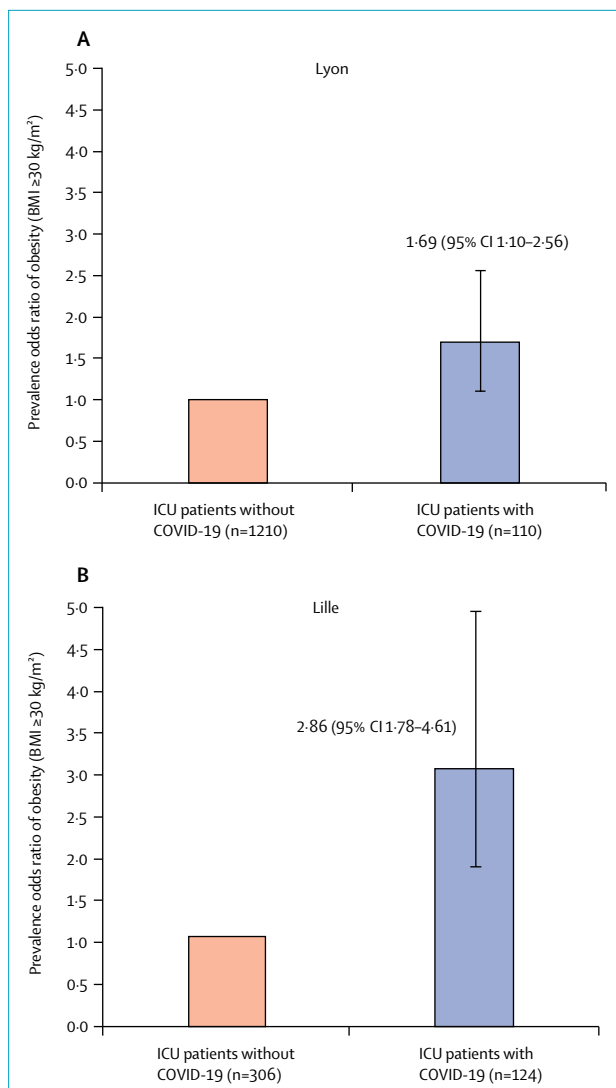 A
Lyon
Prevalence odds ratio of obesity (BMI ≥30 kg/m²)
5·0
4·5
4·0
3·5
3·0
2·5
2·0
1·5
1·0
0·5
0·0
1·69 (95% CI 1·10–2·56)
ICU patients without
COVID-19 (n=1210)
ICU patients with
COVID-19 (n=110)
B
Lille
Prevalence odds ratio of obesity (BMI ≥30 kg/m²)
5·0
4·5
4·0
3·5
3·0
2·5
2·0
1·5
1·0
0·5
0·0
2·86 (95% CI 1·78–4·61)
ICU patients without
COVID-19 (n=306)
ICU patients with
COVID-19 (n=124)